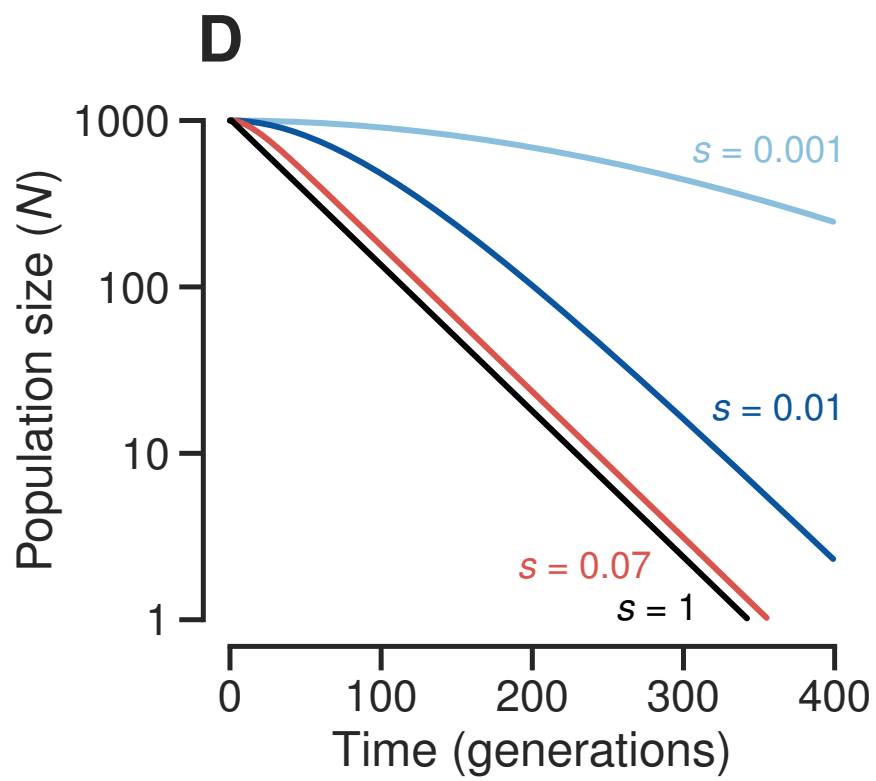 D
Population size (N)
1000
100
10
1
s = 0.001
s = 0.01
s = 0.07
s = 1
0 100 200 300 400
Time (generations)